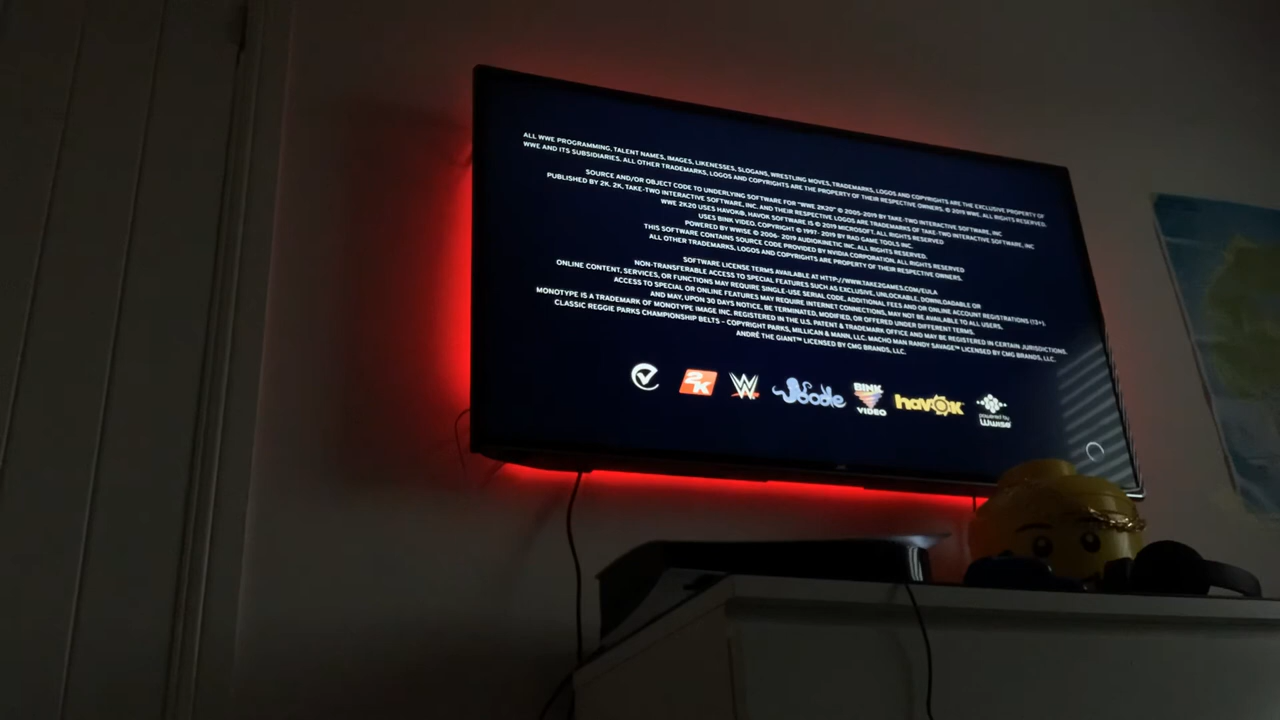 ALL WWE PROGRAMMING, TALENT NAMES, IMAGES, LIKENESSES, SLOGANS, WRESTLING MOVES, TRADEMARKS, LOGOS AND COPYRIGHTS ARE THE EXCLUSIVE PROPERTY OF
WWE AND ITS SUBSIDIARIES. ALL OTHER TRADEMARKS, LOGOS AND COPYRIGHTS ARE THE PROPERTY OF THEIR RESPECTIVE OWNERS. © 2019 WWE. ALL RIGHTS RESERVED.
SOURCE AND/OR OBJECT CODE TO UNDERLYING SOFTWARE FOR "WWE 2K20" © 2005-2019 BY TAKE-TWO INTERACTIVE SOFTWARE, INC
PUBLISHED BY 2K. 2K, TAKE-TWO INTERACTIVE SOFTWARE, INC. AND THEIR RESPECTIVE LOGOS ARE TRADEMARKS OF TAKE-TWO INTERACTIVE SOFTWARE, INC
WWE 2K20 USES HAVOK®. HAVOK SOFTWARE IS © 2019 MICROSOFT. ALL RIGHTS RESERVED
USES BINK VIDEO. COPYRIGHT © 1997- 2019 BY RAD GAME TOOLS INC.
POWERED BY WWISE © 2006- 2019 AUDIOKINETIC INC. ALL RIGHTS RESERVED.
THIS SOFTWARE CONTAINS SOURCE CODE PROVIDED BY NVIDIA CORPORATION. ALL RIGHTS RESERVED
ALL OTHER TRADEMARKS, LOGOS AND COPYRIGHTS ARE PROPERTY OF THEIR RESPECTIVE OWNERS.
SOFTWARE LICENSE TERMS AVAILABLE AT HTTP://WWW.TAKE2GAMES.COM/EULA
NON-TRANSFERABLE ACCESS TO SPECIAL FEATURES SUCH AS EXCLUSIVE, UNLOCKABLE, DOWNLOADABLE OR
ONLINE CONTENT, SERVICES, OR FUNCTIONS MAY REQUIRE SINGLE-USE SERIAL CODE, ADDITIONAL FEES AND OR ONLINE ACCOUNT REGISTRATIONS (13+).
ACCESS TO SPECIAL OR ONLINE FEATURES MAY REQUIRE INTERNET CONNECTIONS, MAY NOT BE AVAILABLE TO ALL USERS,
AND MAY, UPON 30 DAYS NOTICE, BE TERMINATED, MODIFIED, OR OFFERED UNDER DIFFERENT TERMS.
MONOTYPE IS A TRADEMARK OF MONOTYPE IMAGE INC. REGISTERED IN THE U.S. PATENT & TRADEMARK OFFICE AND MAY BE REGISTERED IN CERTAIN JURISDICTIONS.
CLASSIC REGGIE PARKS CHAMPIONSHIP BELTS - COPYRIGHT PARKS, MILLICAN & MANN, LLC. MACHO MAN RANDY SAVAGE™ LICENSED BY CMG BRANDS, LLC.
ANDRÉ THE GIANT™ LICENSED BY CMG BRANDS, LLC.
2K
W
Oodle
BINK
VIDEO
havok
powered by
Wwise